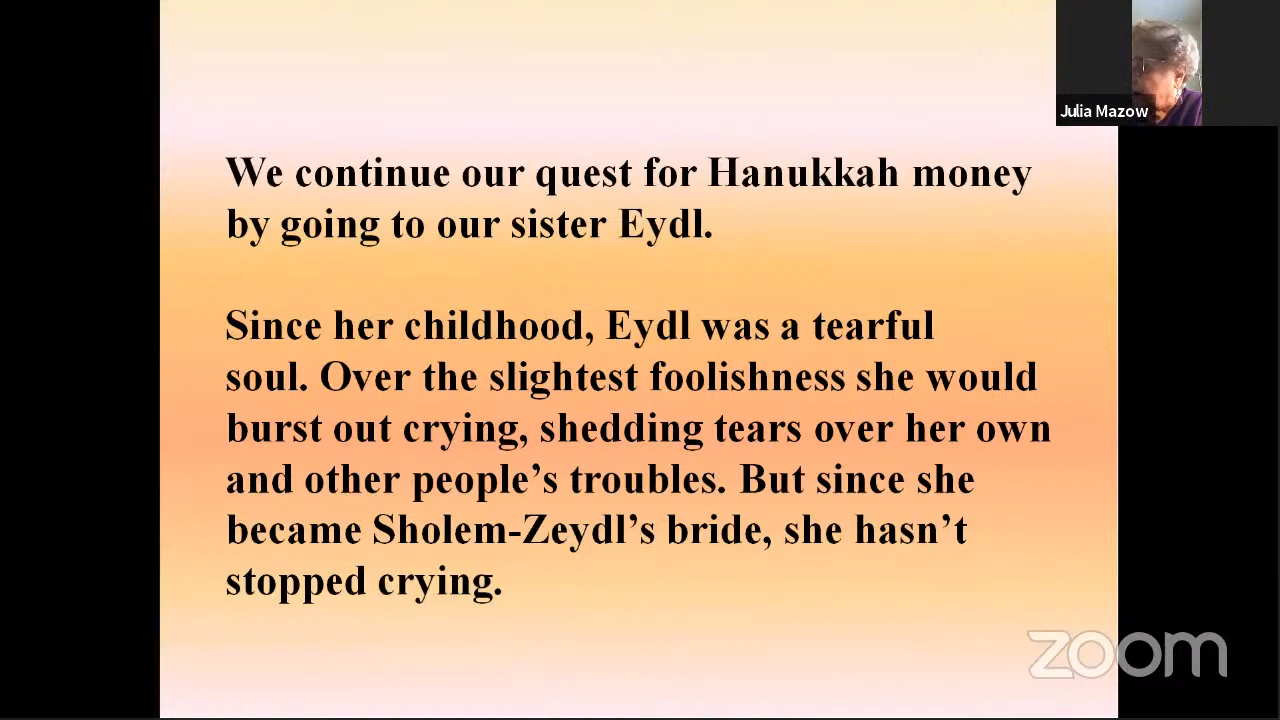 Julia Mazow
We continue our quest for Hanukkah money
by going to our sister Eydl.
Since her childhood, Eydl was a tearful
soul. Over the slightest foolishness she would
burst out crying, shedding tears over her own
and other people’s troubles. But since she
became Sholem-Zeydl’s bride, she hasn’t
stopped crying.
zoom